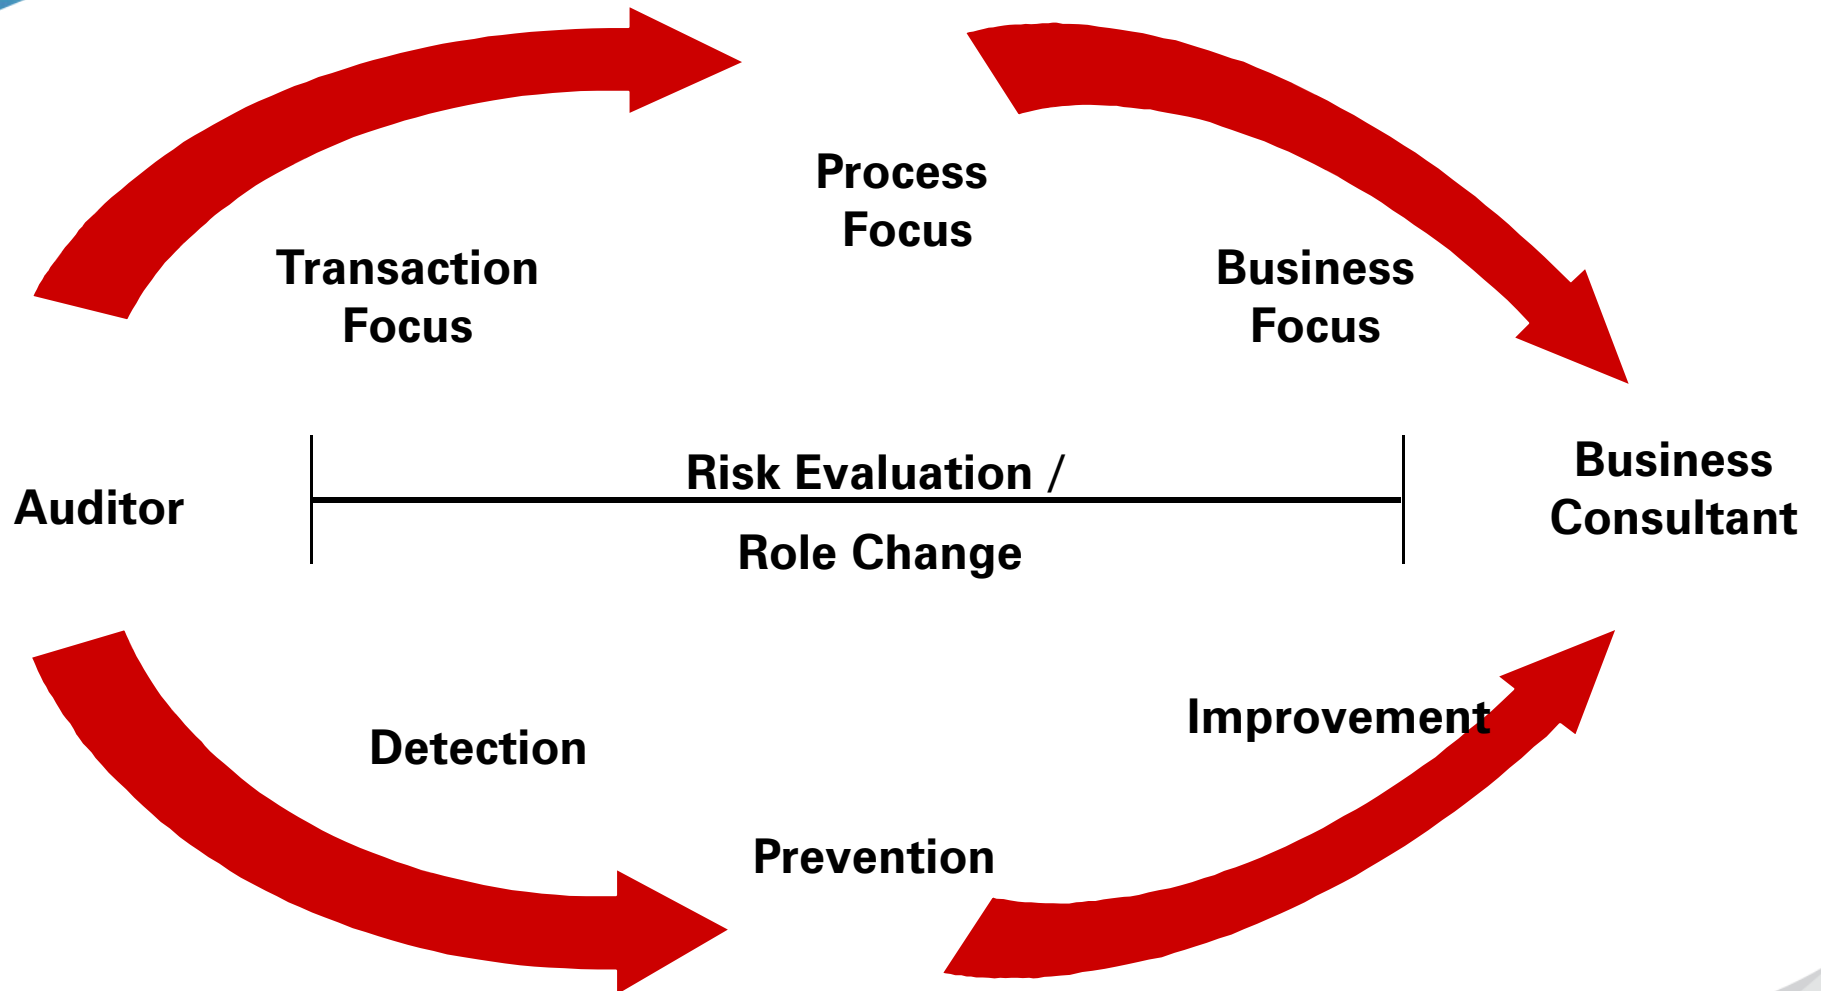 Process
Focus
Transaction
Focus
Business
Focus
Auditor
Risk Evaluation /
Role Change
Business
Consultant
Detection
Prevention
Improvement